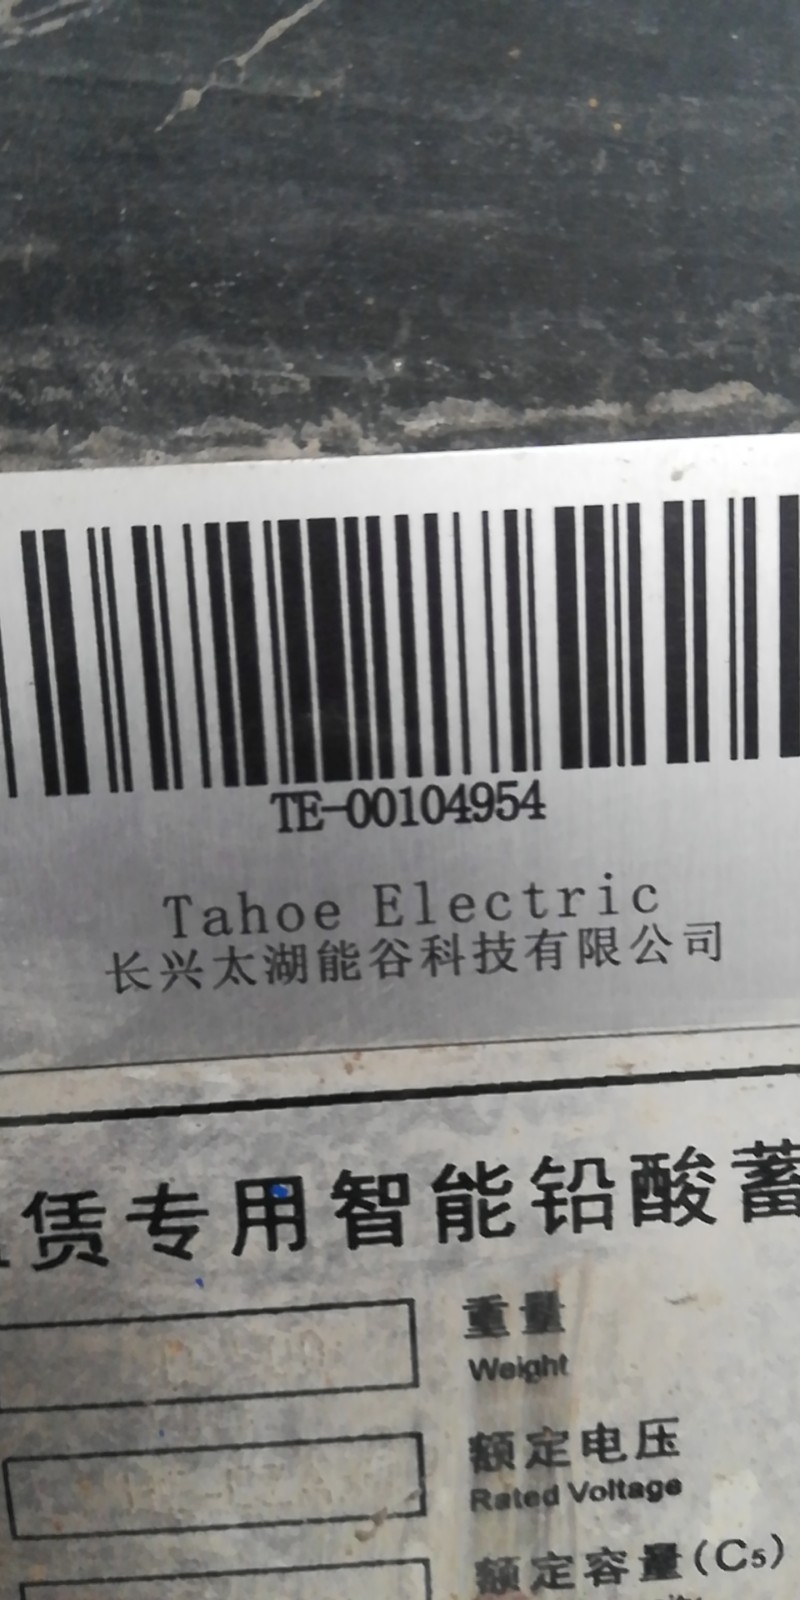 TE-00104954
Tahoe Electric
长兴太湖能谷科技有限公司
赁专用智能铅酸蓄
重量
Weight
额定电压
Rated Voltage
额定容量(C5)